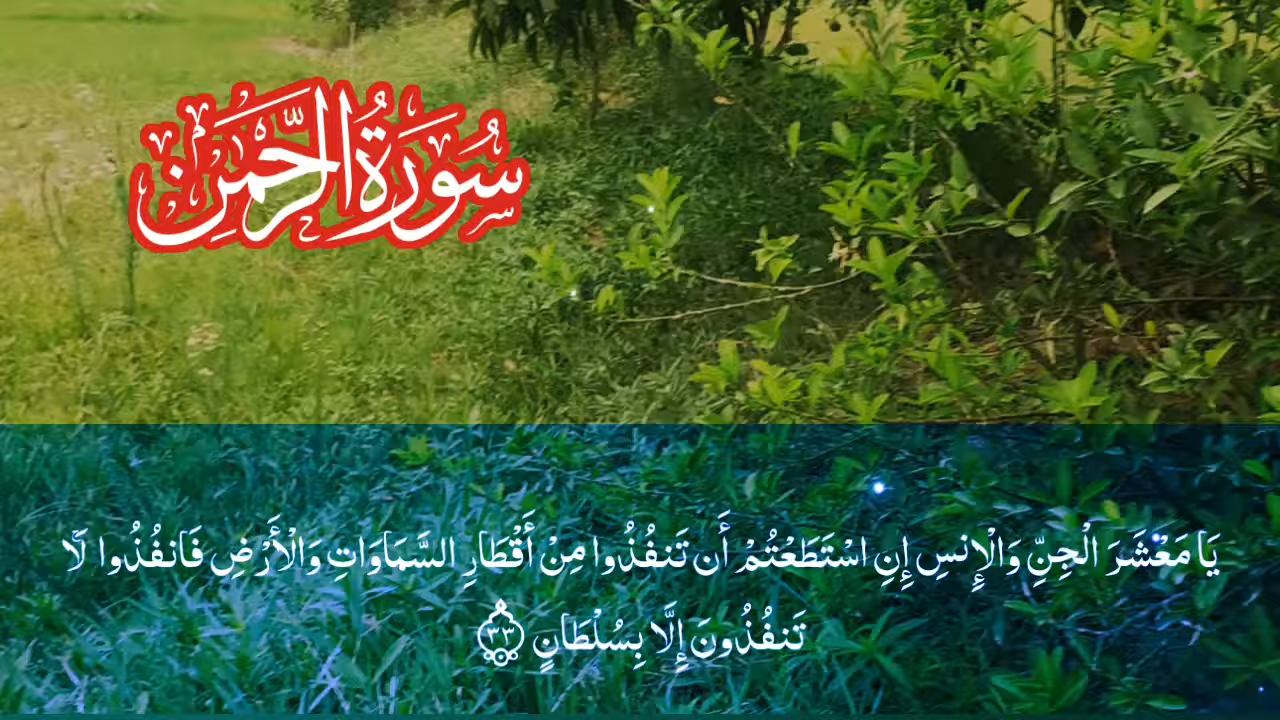 سُورَةُ الرَّحْمَٰن
يَا مَعْشَرَ الْجِنِّ وَالْإِنسِ إِنِ اسْتَطَعْتُمْ أَن تَنفُذُوا مِنْ أَقْطَارِ السَّمَاوَاتِ وَالْأَرْضِ فَانفُذُوا لَا
تَنفُذُونَ إِلَّا بِسُلْطَانٍ ۝٣٣